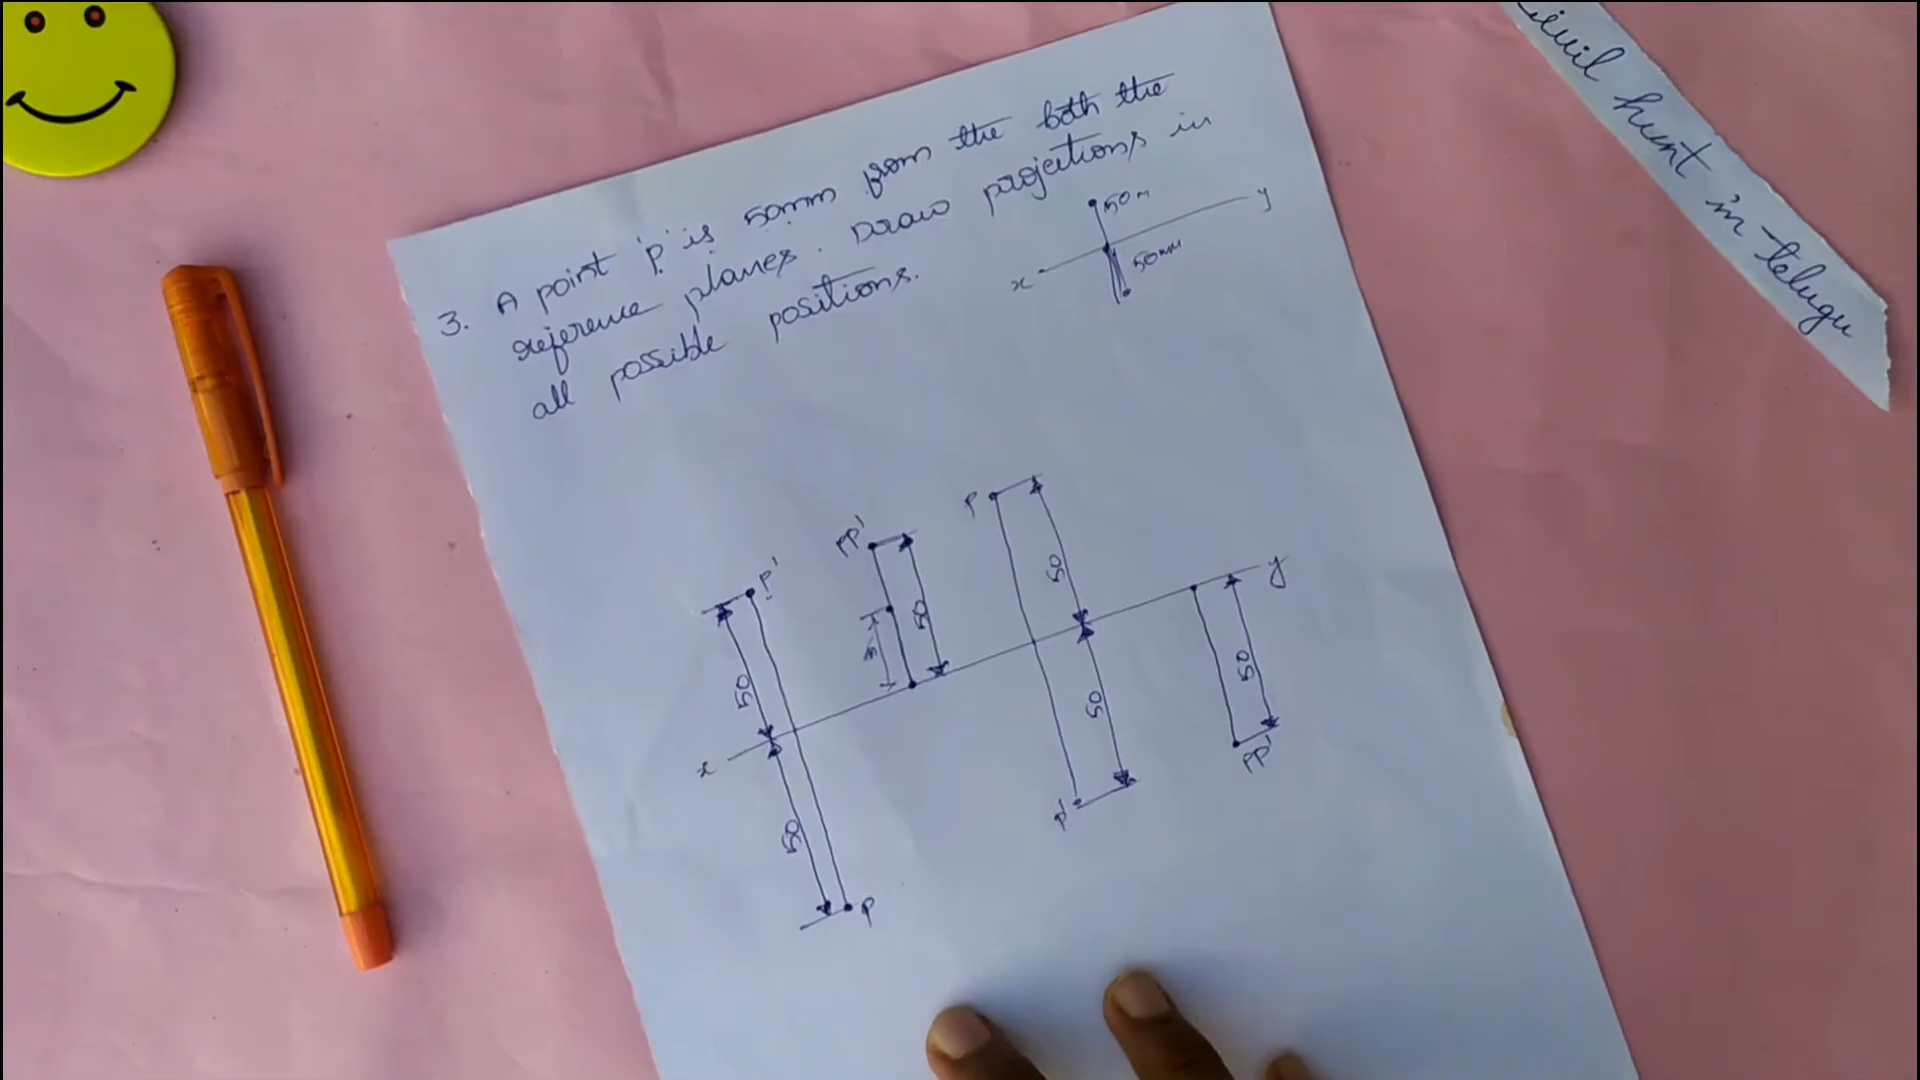 3. A point 'p' is 50mm from the both the
reference planes. Draw projections in
all possible positions.
50m
50mm
x
y
p'
50
50
p
x
pp'
50
p
50
50
p'
y
50
pp'
civil hunt in telugu